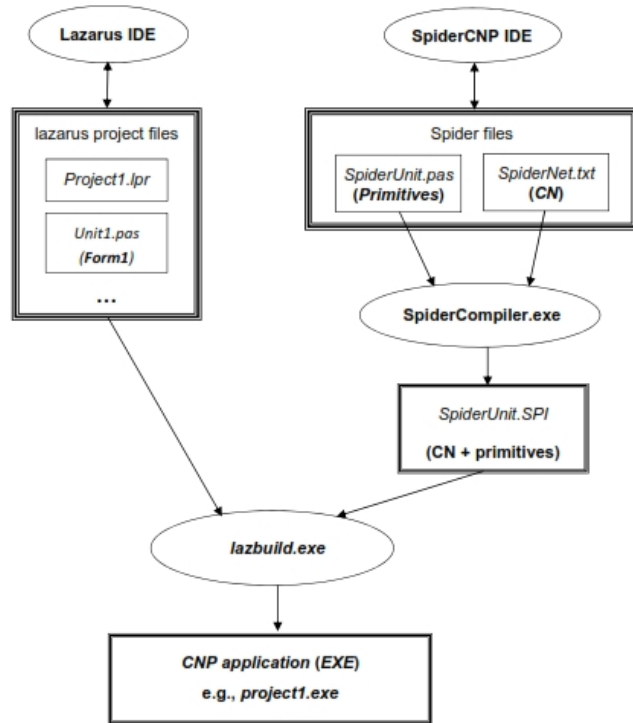 Lazarus IDE
lazarus project files
Project1.lpr
Unit1.pas
(Form1)
...
SpiderCNP IDE
Spider files
SpiderUnit.pas
(Primitives)
SpiderNet.txt
(CN)
SpiderCompiler.exe
SpiderUnit.SPI
(CN + primitives)
lazbuild.exe
CNP application (EXE)
e.g., project1.exe